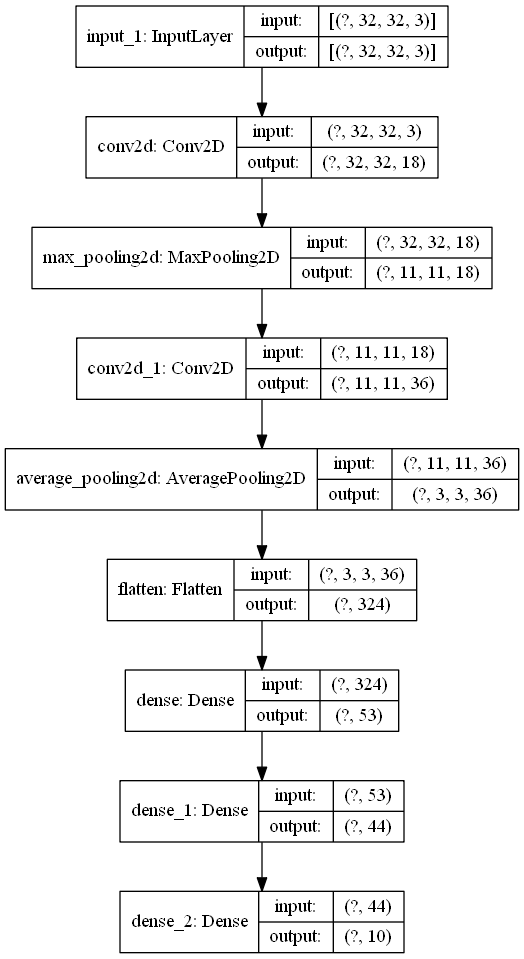 input_1: InputLayer
input: [(?, 32, 32, 3)]
output: [(?, 32, 32, 3)]
conv2d: Conv2D
input: (?, 32, 32, 3)
output: (?, 32, 32, 18)
max_pooling2d: MaxPooling2D
input: (?, 32, 32, 18)
output: (?, 11, 11, 18)
conv2d_1: Conv2D
input: (?, 11, 11, 18)
output: (?, 11, 11, 36)
average_pooling2d: AveragePooling2D
input: (?, 11, 11, 36)
output: (?, 3, 3, 36)
flatten: Flatten
input: (?, 3, 3, 36)
output: (?, 324)
dense: Dense
input: (?, 324)
output: (?, 53)
dense_1: Dense
input: (?, 53)
output: (?, 44)
dense_2: Dense
input: (?, 44)
output: (?, 10)